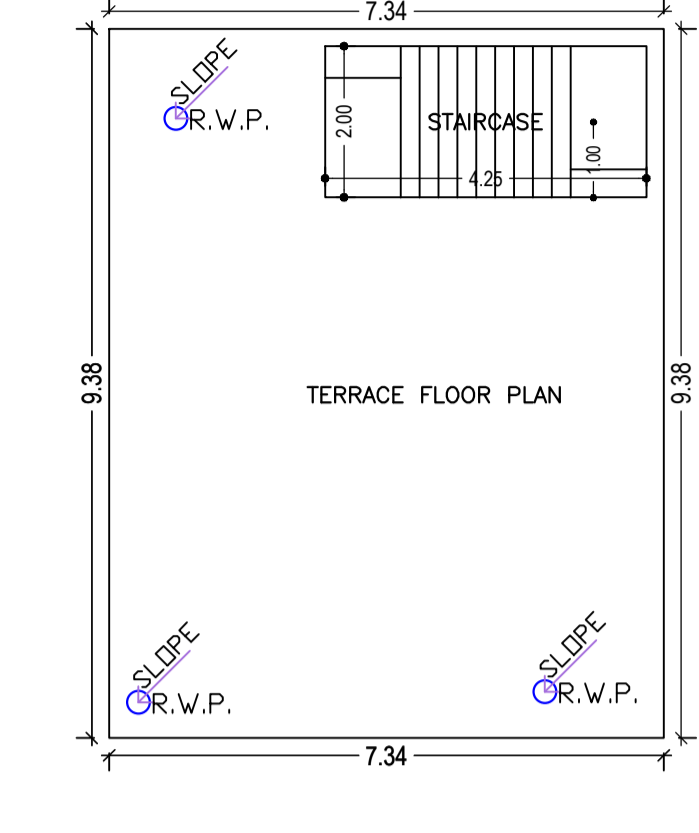 7.34
SLOPE
R.W.P.
2.00
STAIRCASE
1.00
4.25
9.38
9.38
TERRACE FLOOR PLAN
SLOPE
R.W.P.
SLOPE
R.W.P.
7.34